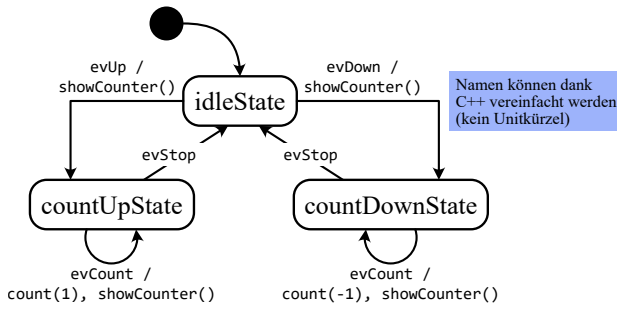 evUp /
showCounter()
evDown /
showCounter()
idleState
Namen können dank
C++ vereinfacht werden
(kein Unitkürzel)
evStop
evStop
countUpState
countDownState
evCount /
count(1), showCounter()
evCount /
count(-1), showCounter()